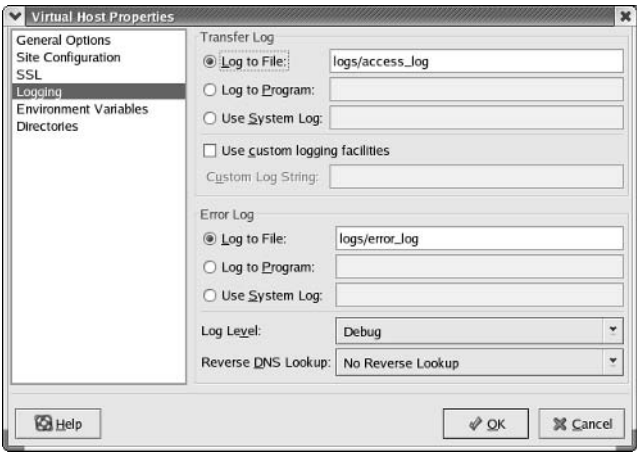 Virtual Host Properties
General Options
Site Configuration
SSL
Logging
Environment Variables
Directories
Transfer Log
Log to File: logs/access_log
Log to Program:
Use System Log:
Use custom logging facilities
Custom Log String:
Error Log
Log to File: logs/error_log
Log to Program:
Use System Log:
Log Level: Debug
Reverse DNS Lookup: No Reverse Lookup
Help
OK
Cancel